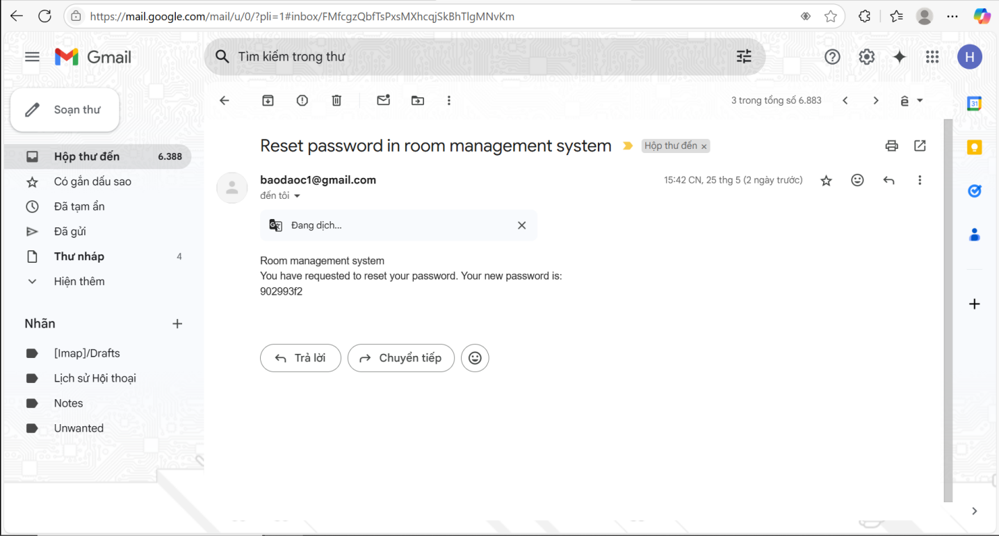 https://mail.google.com/mail/u/0/?pli=1#inbox/FMfcgzQbfTsPxsMXhcqjSkBhTlgMNvKm
Gmail
Tìm kiếm trong thư
H
Soạn thư
3 trong tổng số 6.883
31
Hộp thư đến 6.388
Có gắn dấu sao
Đã tạm ẩn
Đã gửi
Thư nháp 4
Hiện thêm
Nhãn
[Imap]/Drafts
Lịch sử Hội thoại
Notes
Unwanted
Reset password in room management system
Hộp thư đến ×
baodaoc1@gmail.com
15:42 CN, 25 thg 5 (2 ngày trước)
đến tôi
Đang dịch...
Room management system
You have requested to reset your password. Your new password is:
902993f2
Trả lời
Chuyển tiếp